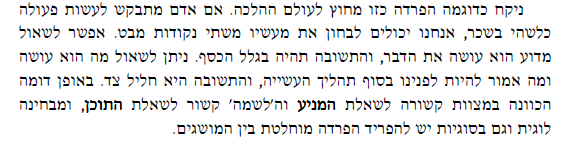 ניקח כדוגמה הפרדה כזו מחוץ לעולם ההלכה. אם אדם מתבקש לעשות פעולה
כלשהי בשכר, אנחנו יכולים לבחון את מעשיו משתי נקודות מבט. אפשר לשאול
מדוע הוא עושה את הדבר, והתשובה תהיה בגלל הכסף. ניתן לשאול מה הוא עושה
ומה אמור להיות לפנינו בסוף תהליך העשייה, והתשובה היא חליל צד. באופן דומה
הכוונה במצוות קשורה לשאלת המניע וה'לשמה' קשור לשאלת התוכן, ומבחינה
לוגית וגם בסוגיות יש להפריד הפרדה מוחלטת בין המושגים.